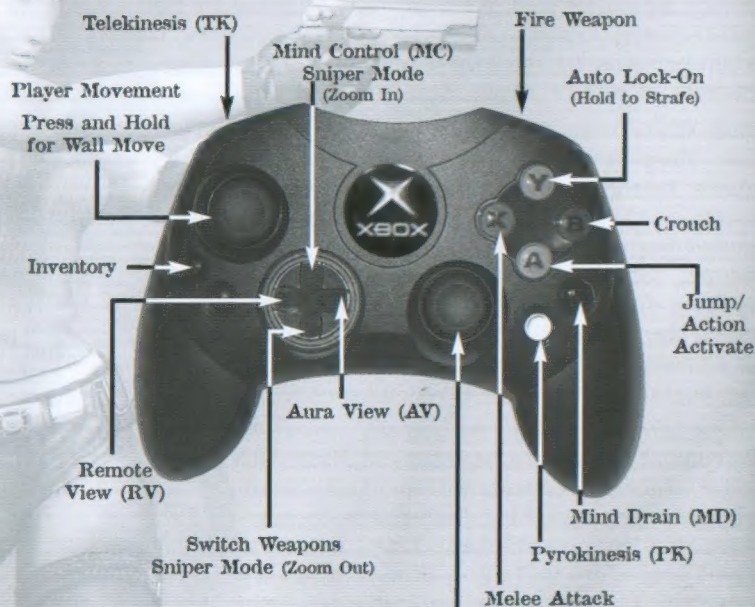 Telekinesis (TK)
Fire Weapon
Mind Control (MC)
Sniper Mode
(Zoom In)
Auto Lock-On
(Hold to Strafe)
Player Movement
Press and Hold
for Wall Move
XBOX
Y
X
B
A
Crouch
Inventory
Jump/
Action
Activate
Aura View (AV)
Remote
View (RV)
Mind Drain (MD)
Switch Weapons
Sniper Mode (Zoom Out)
Pyrokinesis (PK)
Melee Attack